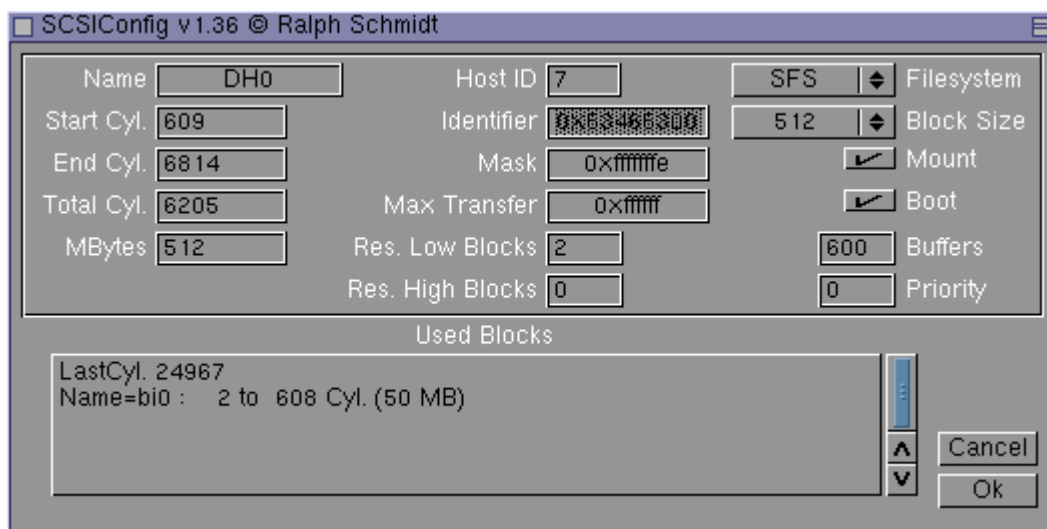 SCSIConfig v1.36 © Ralph Schmidt
Name DH0 Host ID 7 SFS Filesystem
Start Cyl. 609 Identifier 0x53465300 512 Block Size
End Cyl. 6814 Mask 0xfffffffe Mount
Total Cyl. 6205 Max Transfer 0xffffff Boot
MBytes 512 Res. Low Blocks 2 600 Buffers
Res. High Blocks 0 0 Priority
Used Blocks
LastCyl. 24967
Name=bi0 : 2 to 608 Cyl. (50 MB)
Cancel
Ok